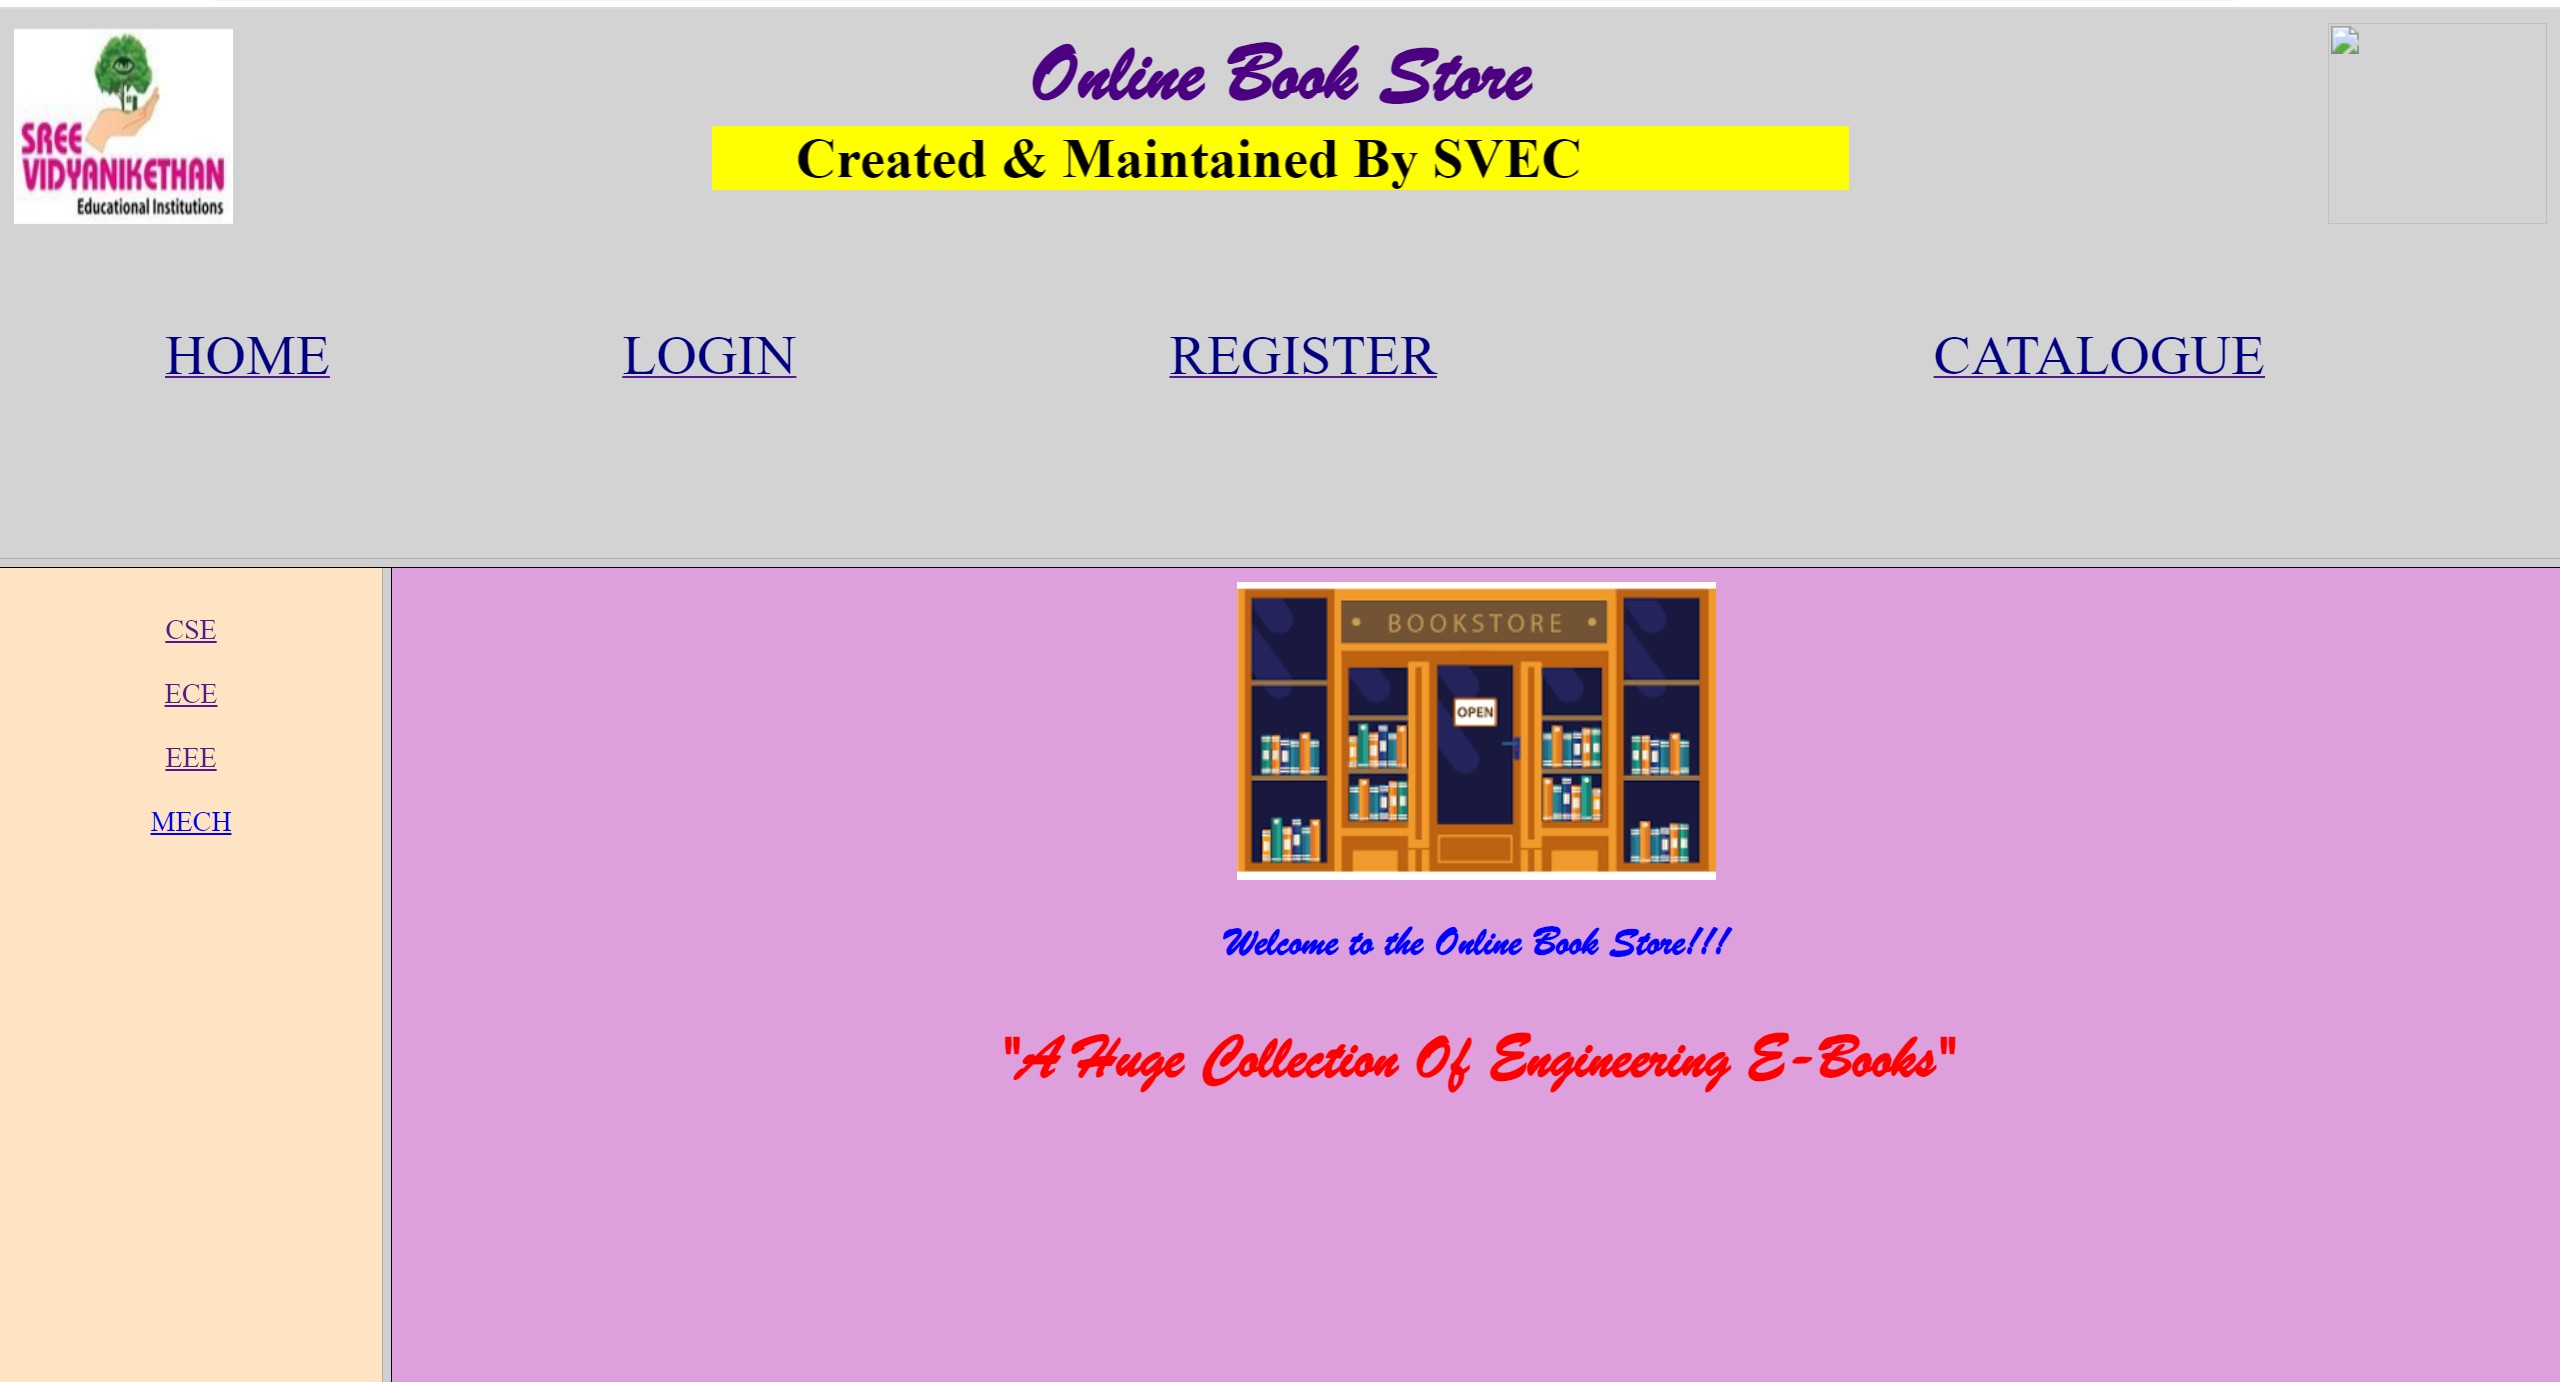 SREE
VIDYANIKETHAN
Educational Institutions
Online Book Store
Created & Maintained By SVEC
HOME LOGIN REGISTER CATALOGUE
CSE
ECE
EEE
MECH
BOOKSTORE
OPEN
Welcome to the Online Book Store!!!
"A Huge Collection Of Engineering E-Books"